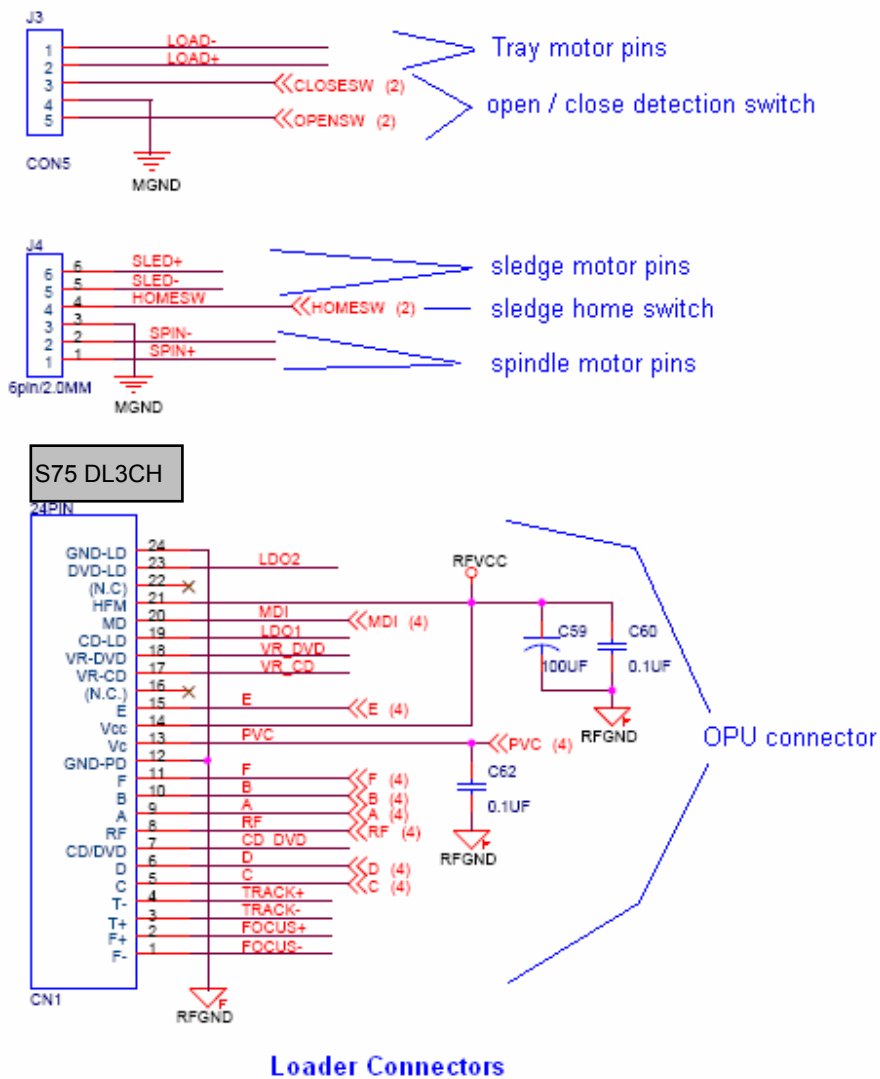 J3
1 LOAD-
2 LOAD+
3 CLOSESW (2)
4
5 OPENSW (2)
CON5
MGND
Tray motor pins
open / close detection switch
J4
6 6 SLED+
5 5 SLED-
4 4 HOMESW HOMESW (2)
3 3
2 2 SPIN-
1 1 SPIN+
6pin/2.0MM
MGND
sledge motor pins
sledge home switch
spindle motor pins
S75 DL3CH
24PIN
GND-LD 24
DVD-LD 23 LDO2
(N.C) 22
HFM 21
MD 20 MDI MDI (4)
CD-LD 19 LDO1
VR-DVD 18 VR_DVD
VR-CD 17 VR_CD
(N.C.) 16
E 15 E E (4)
Vcc 14
Vc 13 PVC PVC (4)
GND-PD 12
F 11 F F (4)
B 10 B B (4)
A 9 A A (4)
RF 8 RF RF (4)
CD/DVD 7 CD_DVD
D 6 D D (4)
C 5 C C (4)
T- 4 TRACK+
T+ 3 TRACK-
F+ 2 FOCUS+
F- 1 FOCUS-
CN1
RFGND
F
RFVCC
C59
100UF
C60
0.1UF
RFGND
F
C62
0.1UF
RFGND
F
OPU connector
Loader Connectors